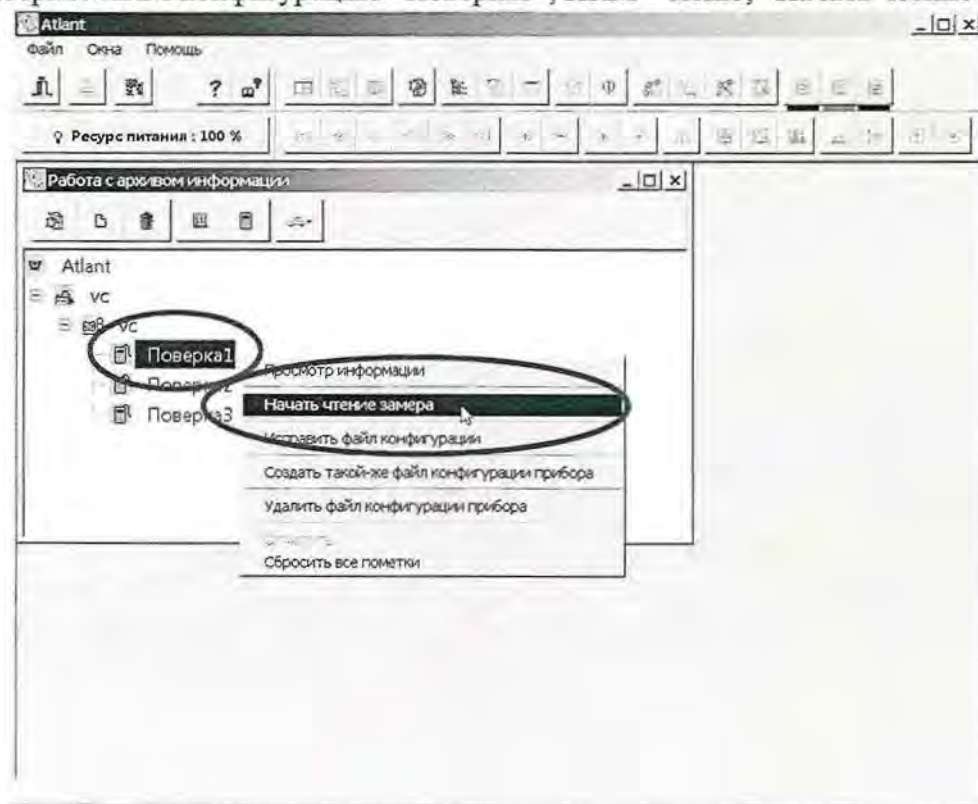 Atlant
Файл Окна Помощь
Ресурс питания : 100 %
Работа с архивом информации
Atlant
vc
vc
Поверка1
Поверка2
Поверка3
Просмотр информации
Начать чтение замера
Исправить файл конфигурации
Создать такой-же файл конфигурации прибора
Удалить файл конфигурации прибора
Сбросить все пометки